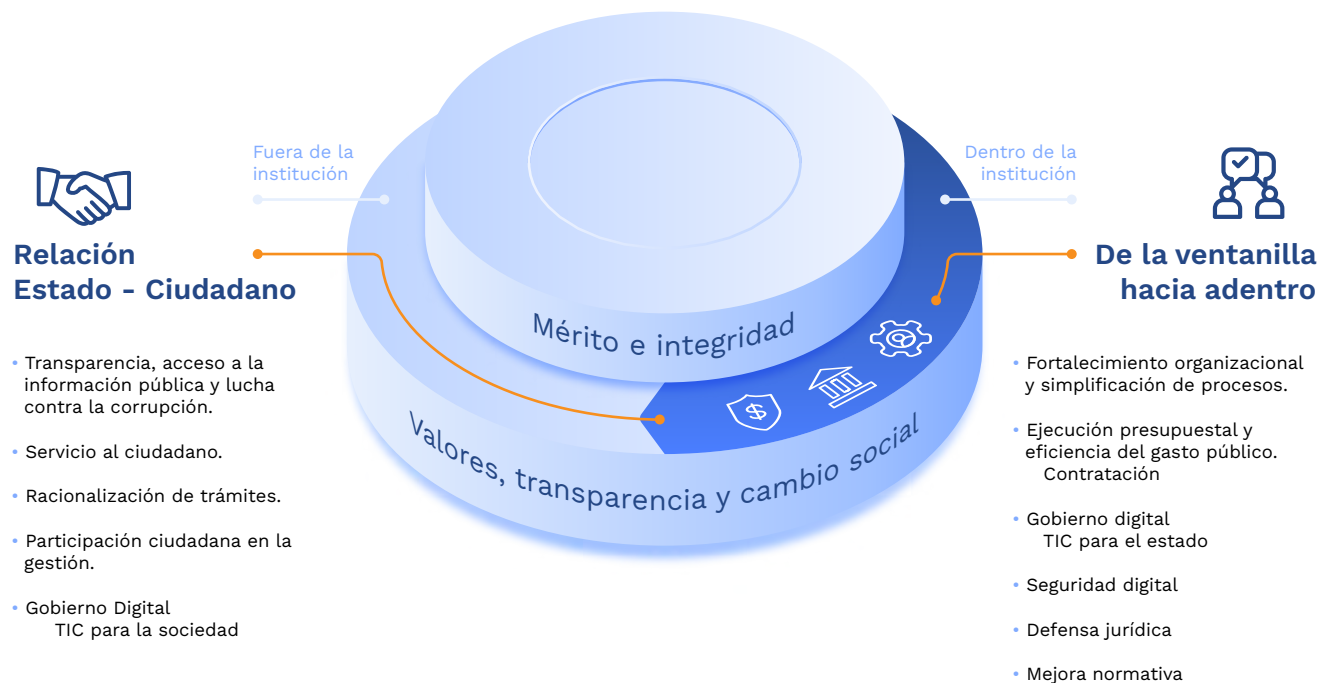 Fuera de la
institución
Relación
Estado - Ciudadano
• Transparencia, acceso a la
información pública y lucha
contra la corrupción.
• Servicio al ciudadano.
• Racionalización de trámites.
• Participación ciudadana en la
gestión.
• Gobierno Digital
TIC para la sociedad
Mérito e integridad
Valores, transparencia y cambio social
$
Dentro de la
institución
De la ventanilla
hacia adentro
• Fortalecimiento organizacional
y simplificación de procesos.
• Ejecución presupuestal y
eficiencia del gasto público.
Contratación
• Gobierno digital
TIC para el estado
• Seguridad digital
• Defensa jurídica
• Mejora normativa